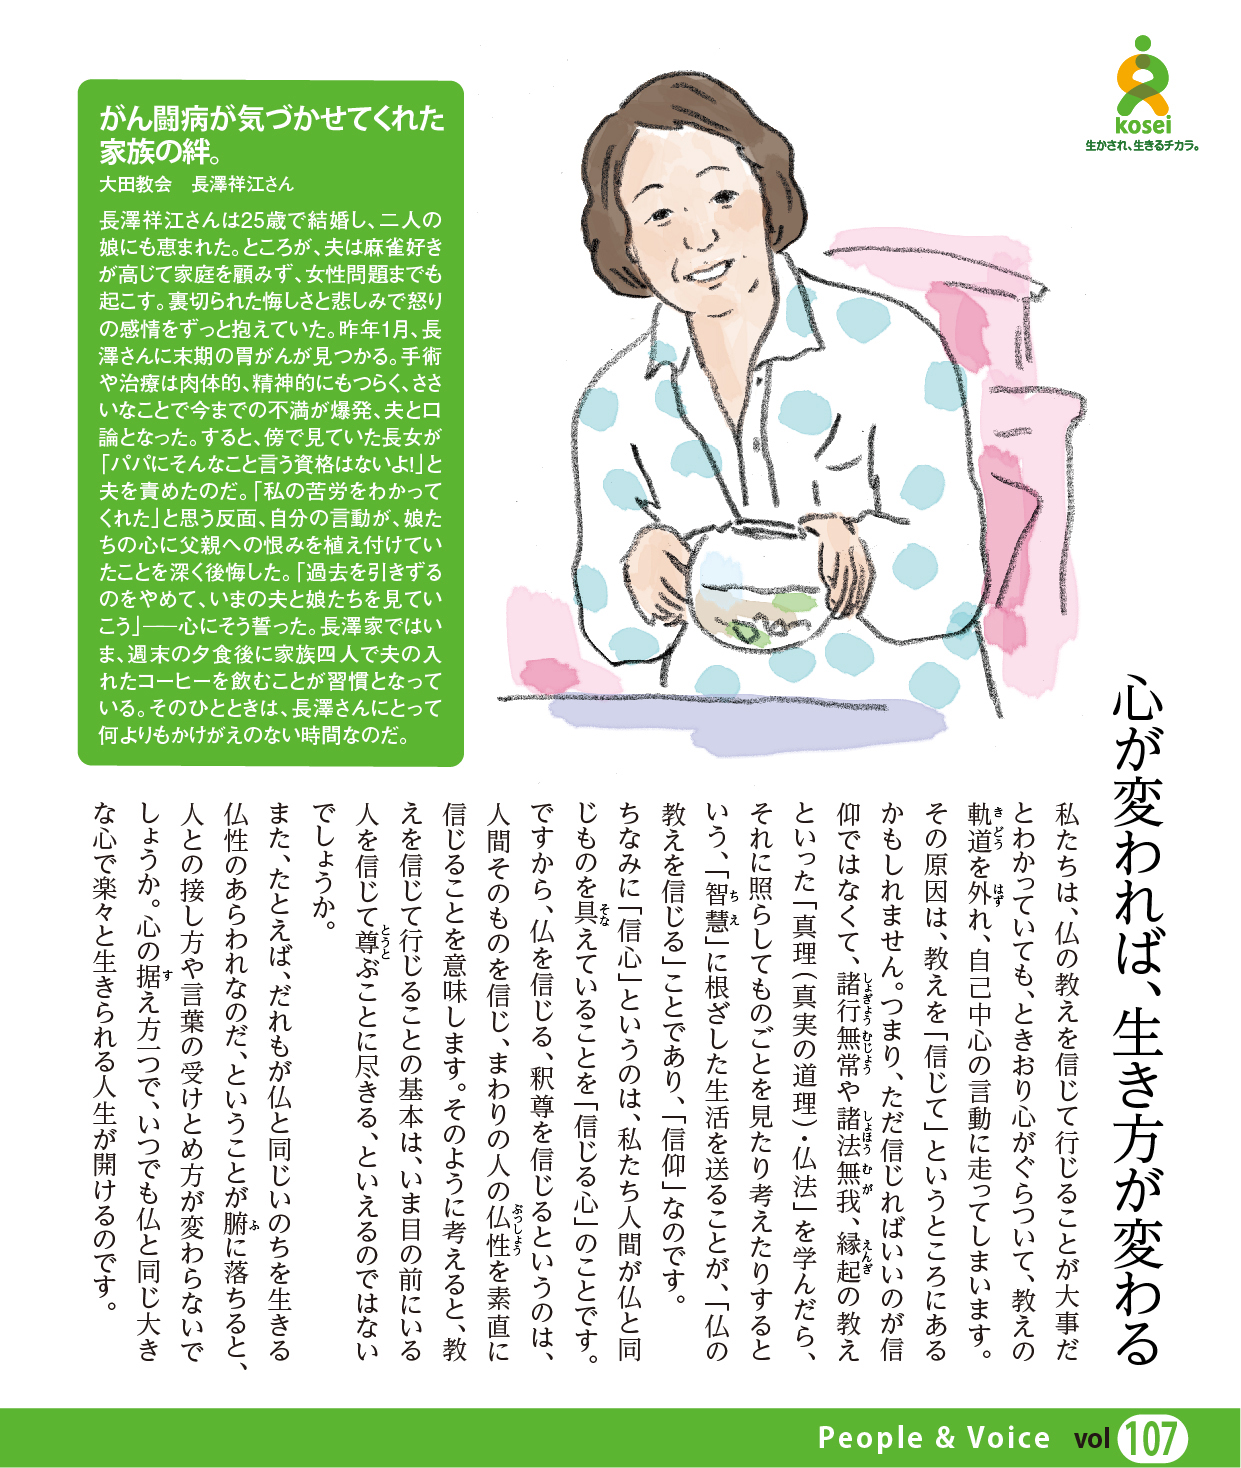 kosei
生かされ、生きるチカラ。
がん闘病が気づかせてくれた
家族の絆。
大田教会　長澤祥江さん
長澤祥江さんは25歳で結婚し、二人の
娘にも恵まれた。ところが、夫は麻雀好き
が高じて家庭を顧みず、女性問題までも
起こす。裏切られた悔しさと悲しみで怒り
の感情をずっと抱えていた。昨年1月、長
澤さんに末期の胃がんが見つかる。手術
や治療は肉体的、精神的にもつらく、ささ
いなことで今までの不満が爆発、夫と口
論となった。すると、傍で見ていた長女が
「パパにそんなこと言う資格はないよ!」と
夫を責めたのだ。「私の苦労をわかって
くれた」と思う反面、自分の言動が、娘た
ちの心に父親への恨みを植え付けてい
たことを深く後悔した。「過去を引きずる
のをやめて、いまの夫と娘たちを見てい
こう」──心にそう誓った。長澤家ではい
ま、週末の夕食後に家族四人で夫の入
れたコーヒーを飲むことが習慣となって
いる。そのひとときは、長澤さんにとって
何よりもかけがえのない時間なのだ。
心が変われば、生き方が変わる
私たちは、仏の教えを信じて行じることが大事だ
とわかっていても、ときおり心がぐらついて、教えの
軌道を外れ、自己中心の言動に走ってしまいます。
その原因は、教えを「信じて」というところにある
かもしれません。つまり、ただ信じればいいのが信
仰ではなくて、諸行無常や諸法無我、縁起の教え
といった「真理（真実の道理）・仏法」を学んだら、
それに照らしてものごとを見たり考えたりすると
いう、「智慧」に根ざした生活を送ることが、「仏の
教えを信じる」ことであり、「信仰」なのです。
ちなみに「信心」というのは、私たち人間が仏と同
じものを具えていることを「信じる心」のことです。
ですから、仏を信じる、釈尊を信じるというのは、
人間そのものを信じ、まわりの人の仏性を素直に
信じることを意味します。そのように考えると、教
えを信じて行じることの基本は、いま目の前にいる
人を信じて尊ぶことに尽きる、といえるのではない
でしょうか。
また、たとえば、だれもが仏と同じいのちを生きる
仏性のあらわれなのだ、ということが腑に落ちると、
人との接し方や言葉の受けとめ方が変わらないで
しょうか。心の据え方一つで、いつでも仏と同じ大き
な心で楽々と生きられる人生が開けるのです。
People & Voice vol 107